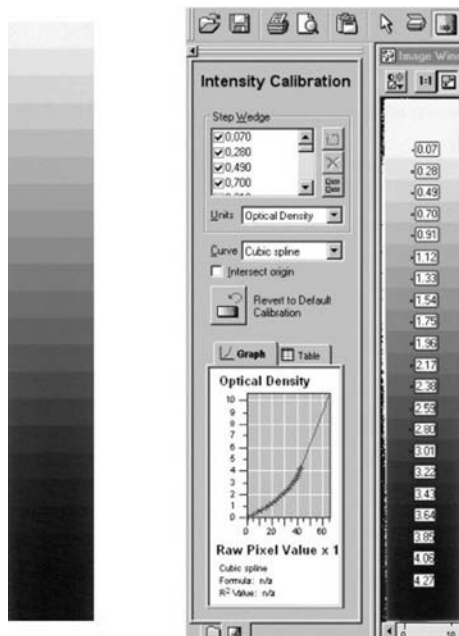 Image Win
1:1
Intensity Calibration
Step Wedge
0,070
0,280
0,490
0,700
Units Optical Density
Curve Cubic spline
Intersect origin
Revert to Default
Calibration
Graph Table
Optical Density
10
9
8
7
6
5
4
3
2
1
0
0 20 40 60
Raw Pixel Value x 1
Cubic spline
Formula: n/a
R² Value: n/a
0.07
0.28
0.49
0.70
0.91
1.12
1.33
1.54
1.75
1.96
2.17
2.38
2.59
2.80
3.01
3.22
3.43
3.64
3.85
4.06
4.27